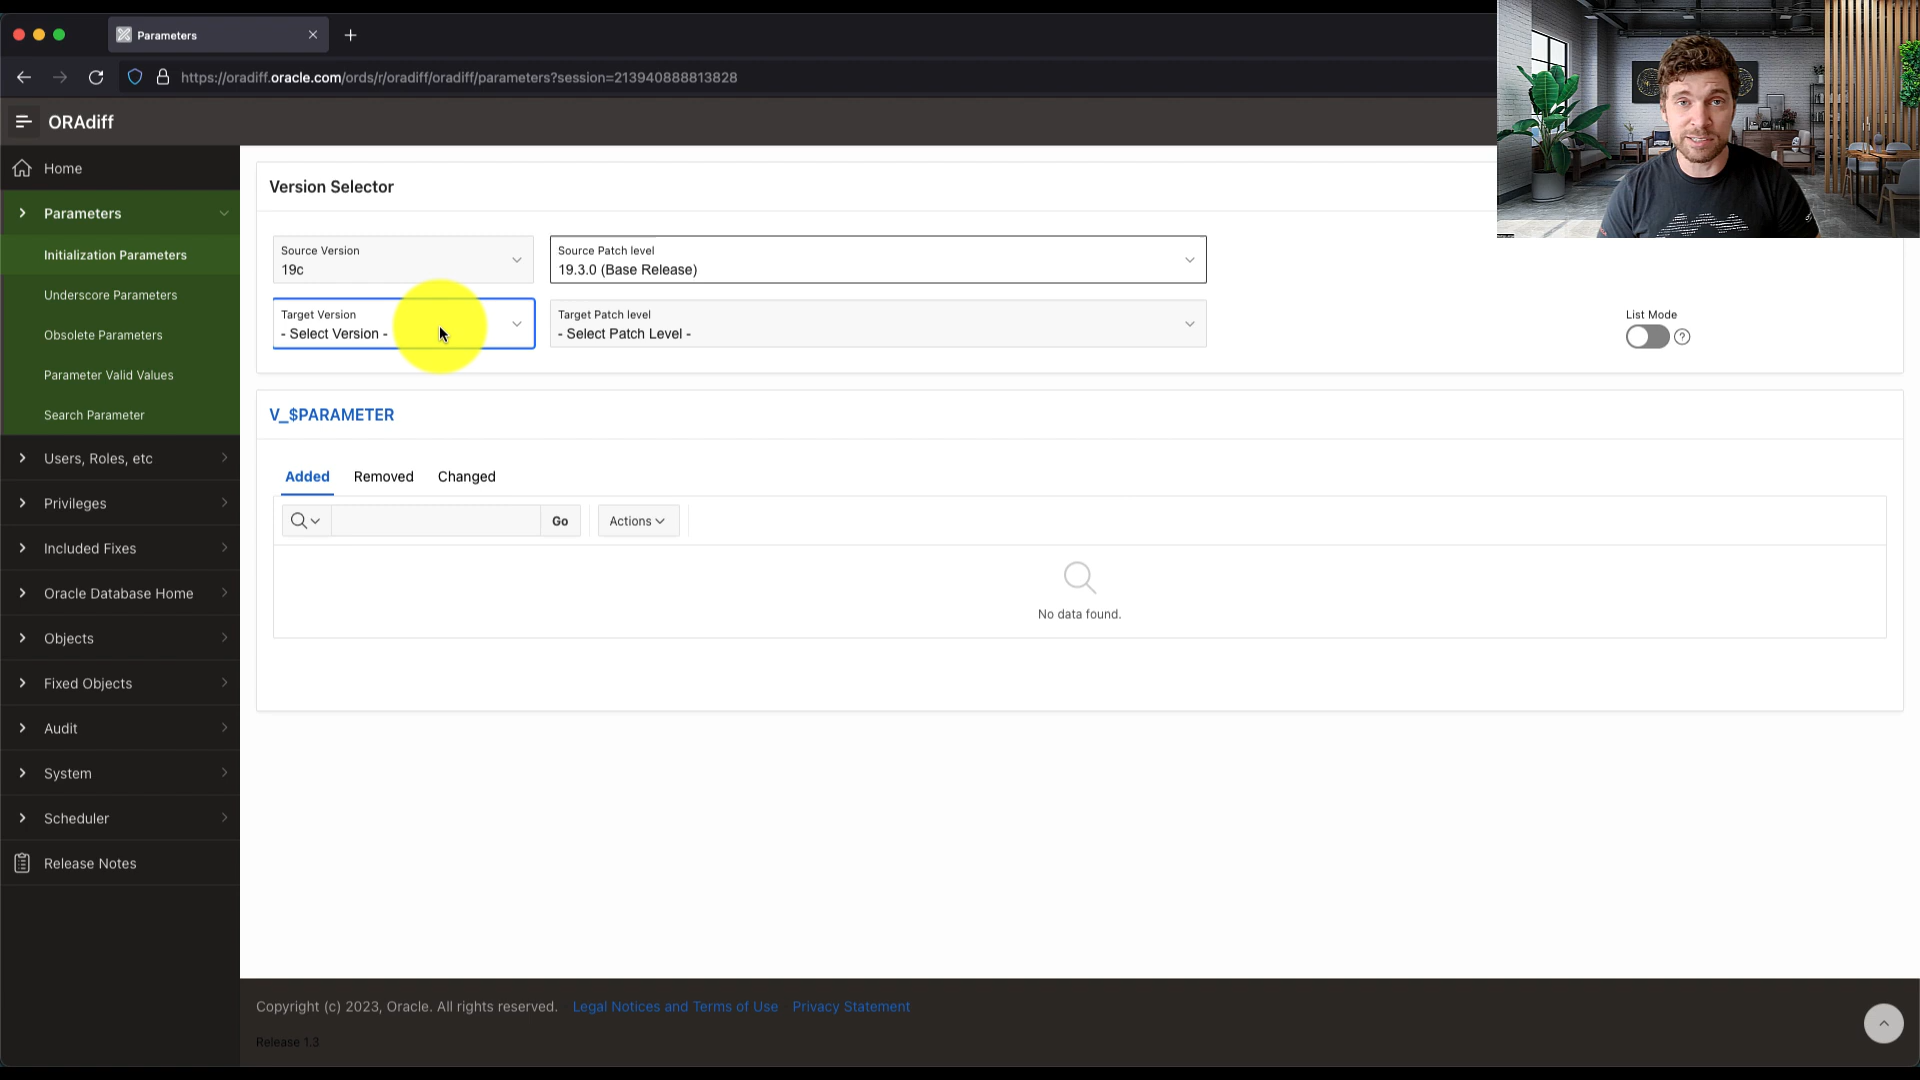 Parameters
https://oradiff.oracle.com/ords/r/oradiff/oradiff/parameters?session=213940888813828
ORAdiff
Home
Parameters
Initialization Parameters
Underscore Parameters
Obsolete Parameters
Parameter Valid Values
Search Parameter
Users, Roles, etc
Privileges
Included Fixes
Oracle Database Home
Objects
Fixed Objects
Audit
System
Scheduler
Release Notes
Version Selector
Source Version
19c
Source Patch level
19.3.0 (Base Release)
Target Version
- Select Version -
Target Patch level
- Select Patch Level -
List Mode
V_$PARAMETER
Added Removed Changed
Go
Actions
No data found.
Copyright (c) 2023, Oracle. All rights reserved. Legal Notices and Terms of Use Privacy Statement
Release 1.3